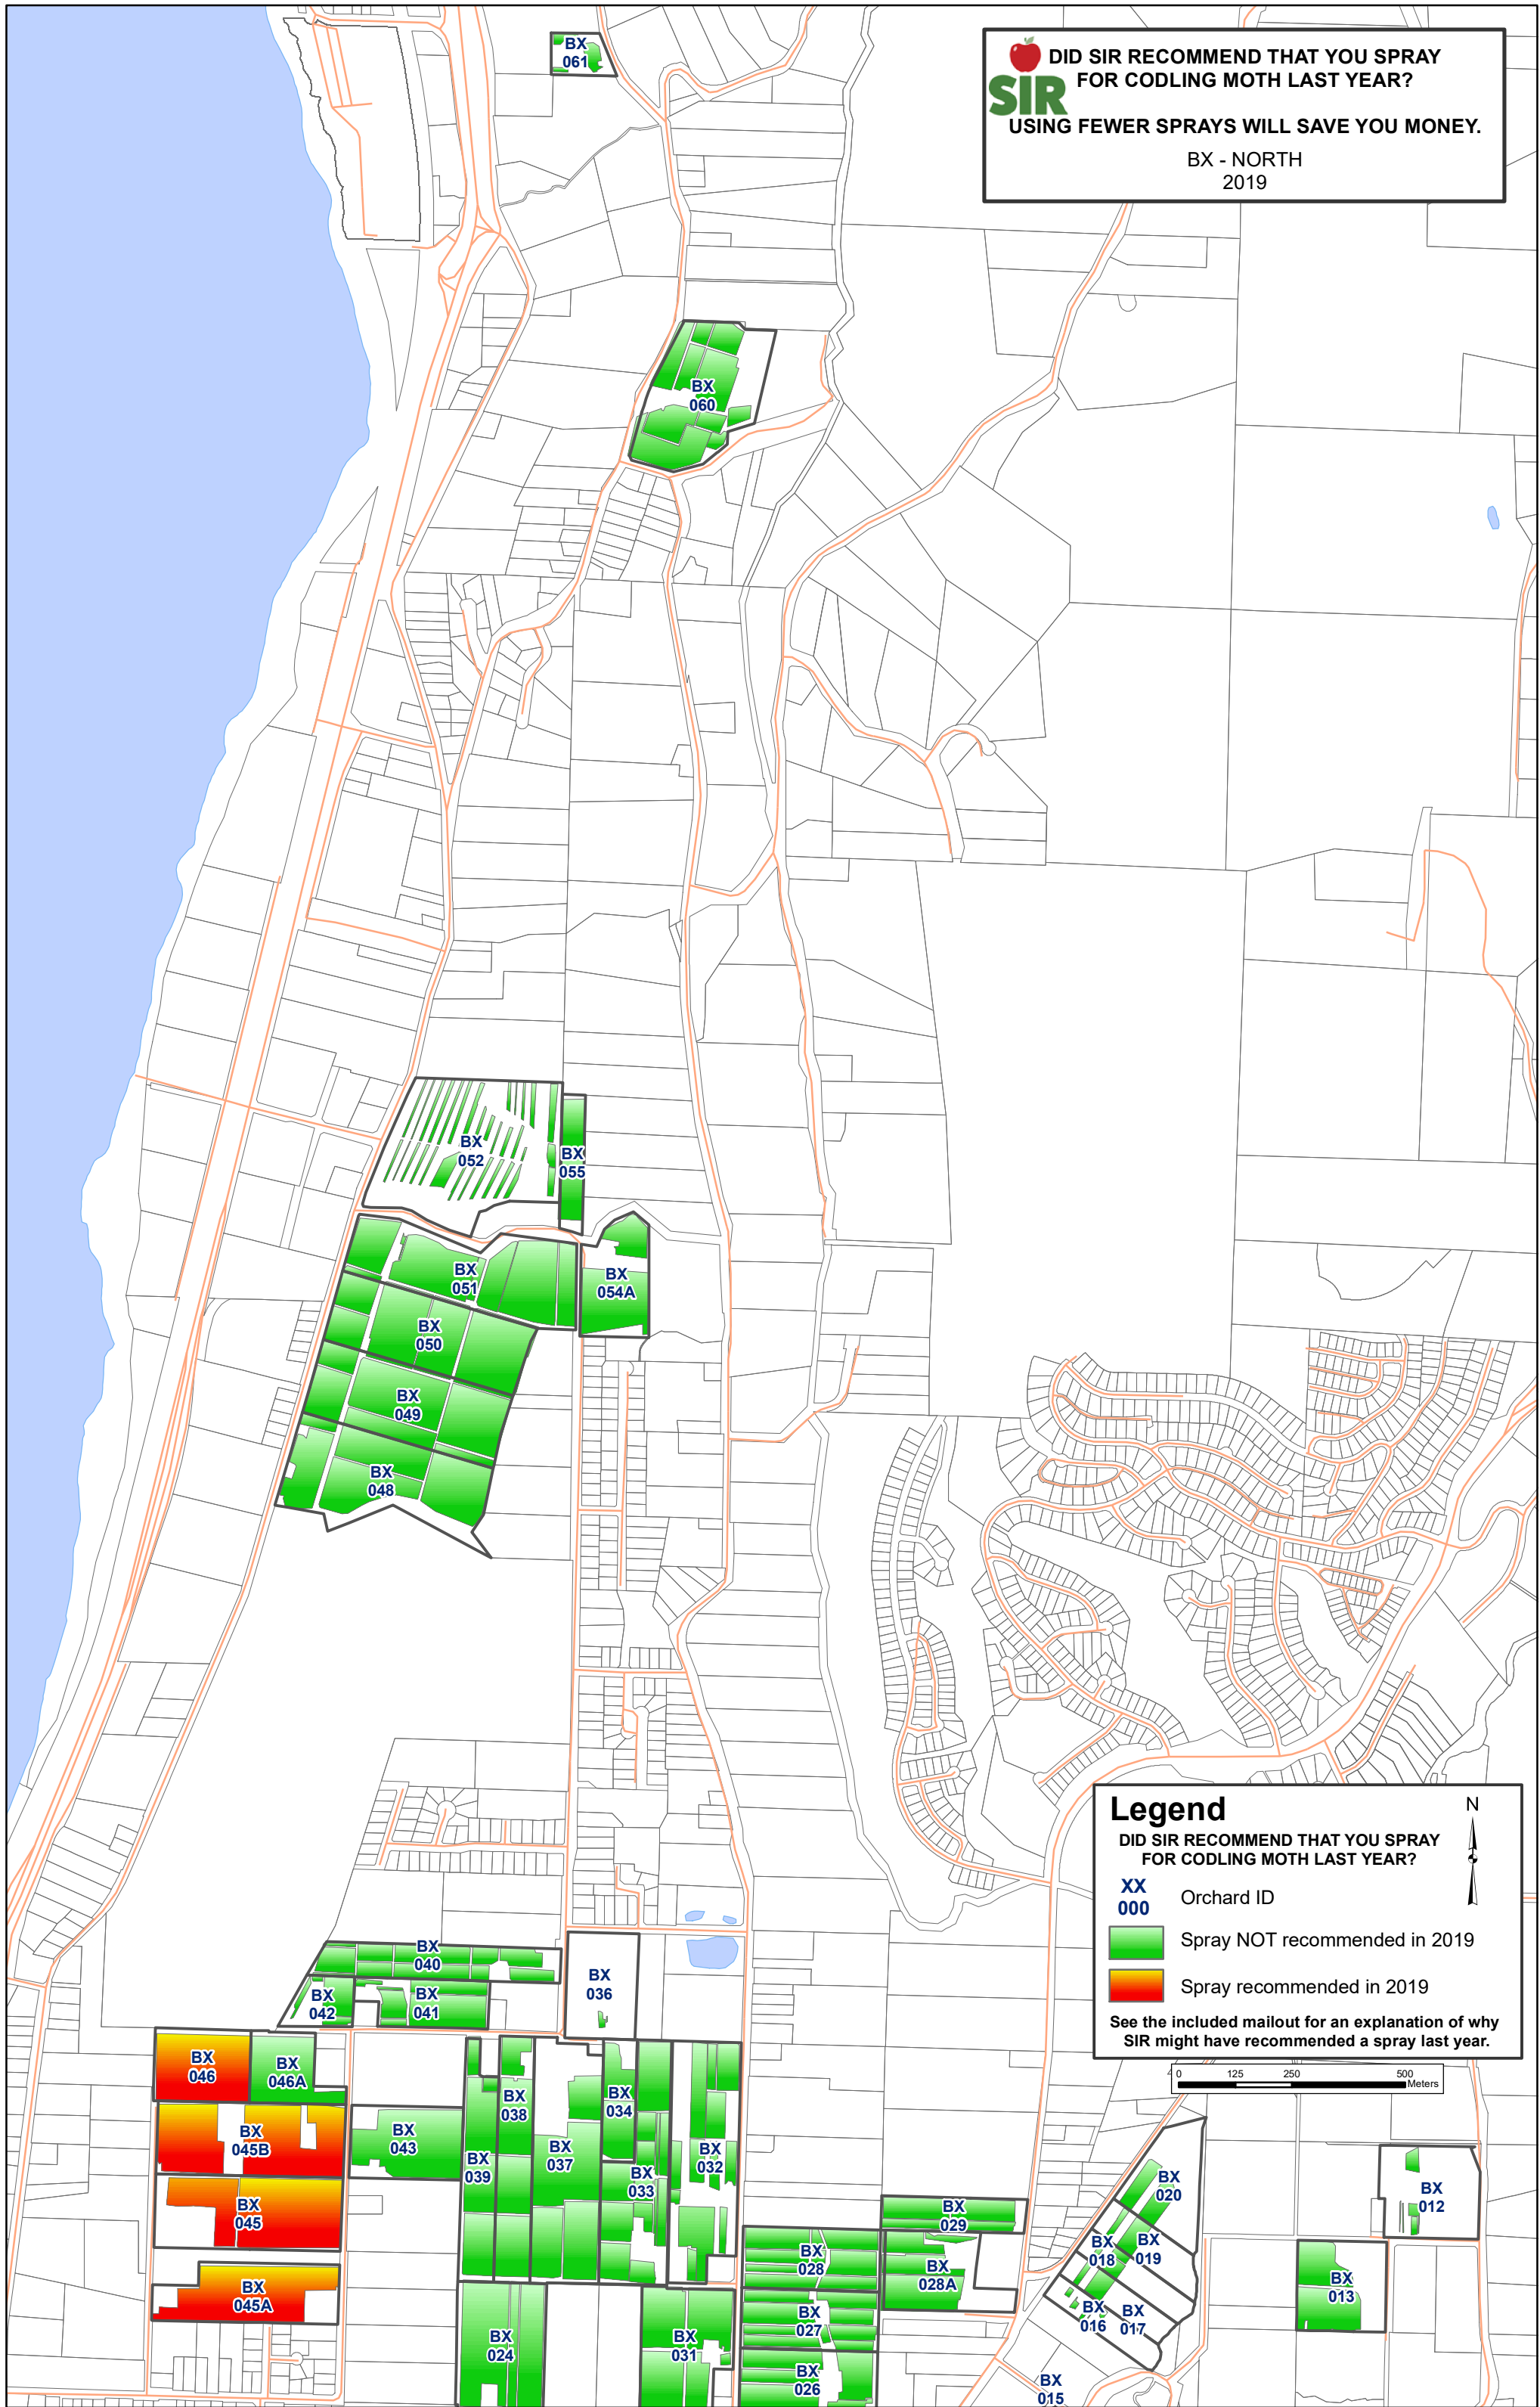 DID SIR RECOMMEND THAT YOU SPRAY
FOR CODLING MOTH LAST YEAR?
SIR
USING FEWER SPRAYS WILL SAVE YOU MONEY.
BX - NORTH
2019
BX
061
BX
060
BX
052
BX
055
BX
051
BX
054A
BX
050
BX
049
BX
048
Legend
N
DID SIR RECOMMEND THAT YOU SPRAY
FOR CODLING MOTH LAST YEAR?
XX
000
Orchard ID
Spray NOT recommended in 2019
Spray recommended in 2019
See the included mailout for an explanation of why
SIR might have recommended a spray last year.
0 125 250 500
Meters
BX
040
BX
036
BX
042
BX
041
BX
046
BX
046A
BX
045B
BX
043
BX
039
BX
038
BX
037
BX
034
BX
033
BX
032
BX
045
BX
045A
BX
029
BX
028
BX
028A
BX
027
BX
026
BX
024
BX
031
BX
020
BX
019
BX
018
BX
017
BX
016
BX
015
BX
013
BX
012